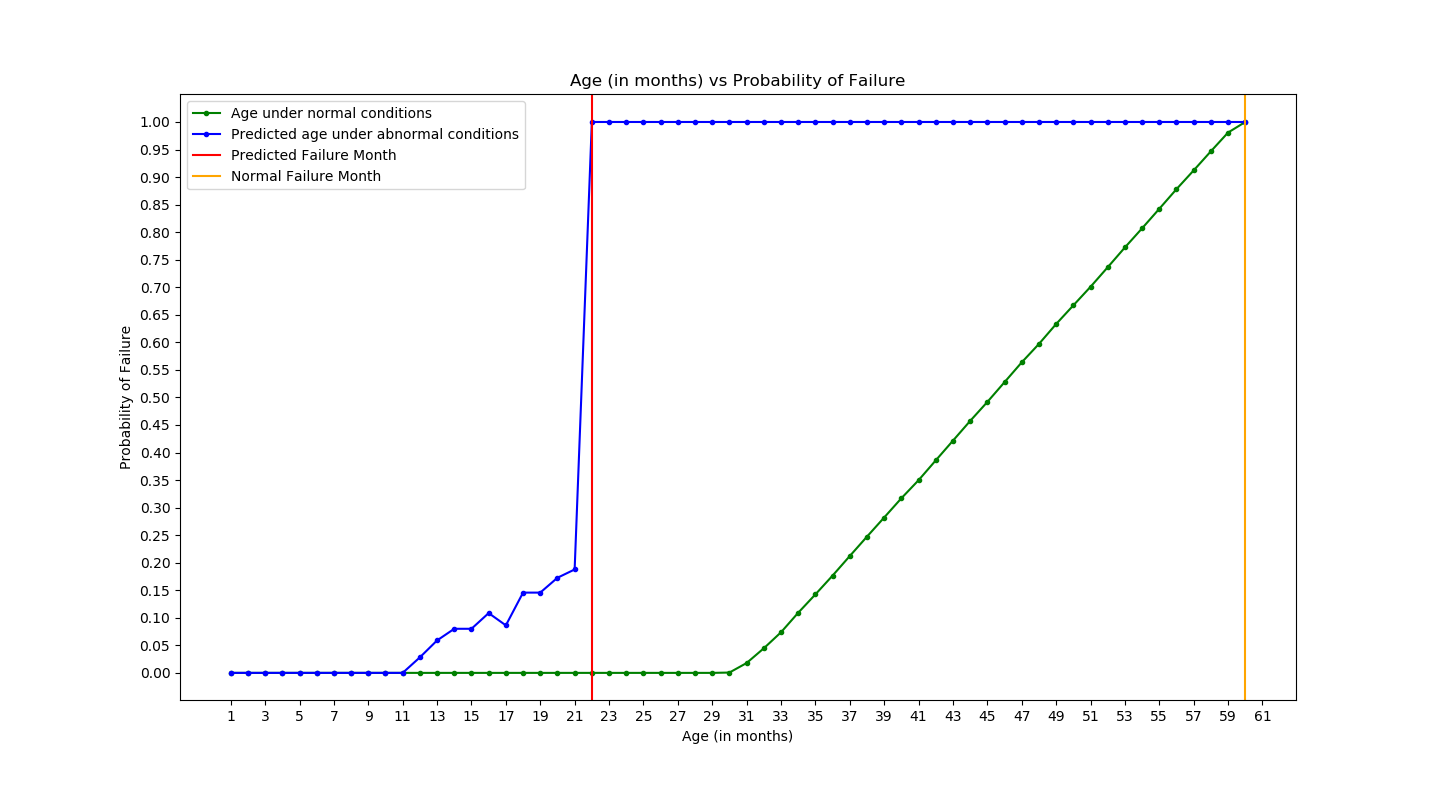 Age (in months) vs Probability of Failure
Age under normal conditions
Predicted age under abnormal conditions
Predicted Failure Month
Normal Failure Month
Probability of Failure
1.00
0.95
0.90
0.85
0.80
0.75
0.70
0.65
0.60
0.55
0.50
0.45
0.40
0.35
0.30
0.25
0.20
0.15
0.10
0.05
0.00
1 3 5 7 9 11 13 15 17 19 21 23 25 27 29 31 33 35 37 39 41 43 45 47 49 51 53 55 57 59 61
Age (in months)